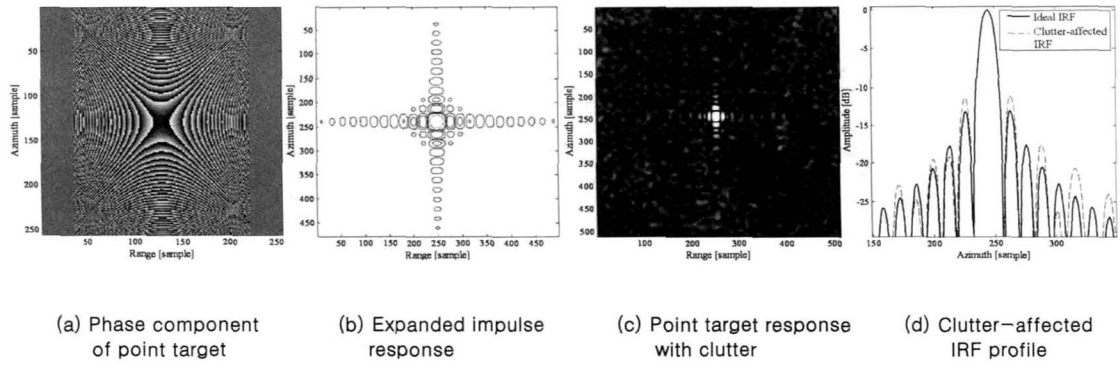 50
100
150
200
250
Azimuth [sample]
50 100 150 200 250
Range [sample]
50
100
150
200
250
300
350
400
450
Azimuth [sample]
50 100 150 200 250 300 350 400 450
Range [sample]
50
100
150
200
250
300
350
400
450
500
Azimuth [sample]
100 200 300 400 500
Range [sample]
0
-5
-10
-15
-20
-25
Amplitude [dB]
150 200 250 300
Azimuth [sample]
Ideal IRF
Clutter-affected
IRF
(a) Phase component
of point target
(b) Expanded impulse
response
(c) Point target response
with clutter
(d) Clutter-affected
IRF profile